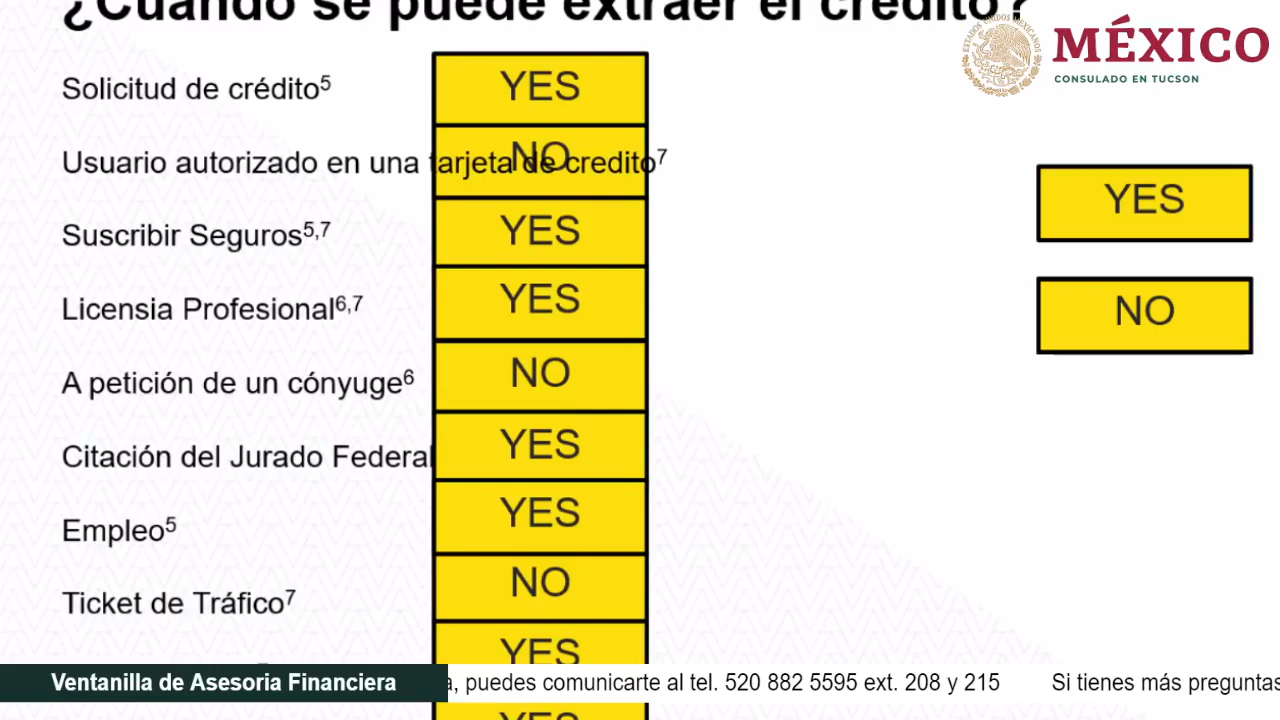 ¿Cuándo se puede extraer el crédito?
MÉXICO
CONSULADO EN TUCSON
Solicitud de crédito⁵ YES
Usuario autorizado en una tarjeta de credito⁷ NO
YES
Suscribir Seguros⁵,⁷ YES
Licensia Profesional⁶,⁷ YES
NO
A petición de un cónyuge⁶ NO
Citación del Jurado Federal YES
Empleo⁵ YES
Ticket de Tráfico⁷ NO
YES
Ventanilla de Asesoria Financiera a, puedes comunicarte al tel. 520 882 5595 ext. 208 y 215 Si tienes más preguntas
YES